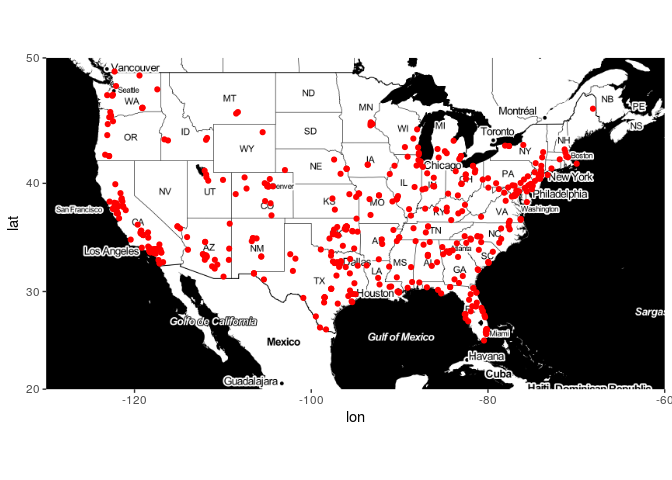 50
Vancouver
Seattle
WA
MT
ND
MN
Montréal
NB
PE
NS
OR
ID
SD
WI
MI
Toronto
NH
Boston
WY
NY
40
NV
UT
NE
IA
Chicago
IL
PA
New York
Philadelphia
Washington
San Francisco
CA
CO
KS
MO
KY
VA
Los Angeles
AZ
NM
TN
NC
SC
Atlanta
MS
AL
GA
Dallas
TX
LA
lat
30
Houston
Golfo de California
Mexico
Gulf of Mexico
Miami
Sargas
Havana
Cuba
Guadalajara
20
Haiti
Dominican Republic
-120
-100
-80
-60
lon